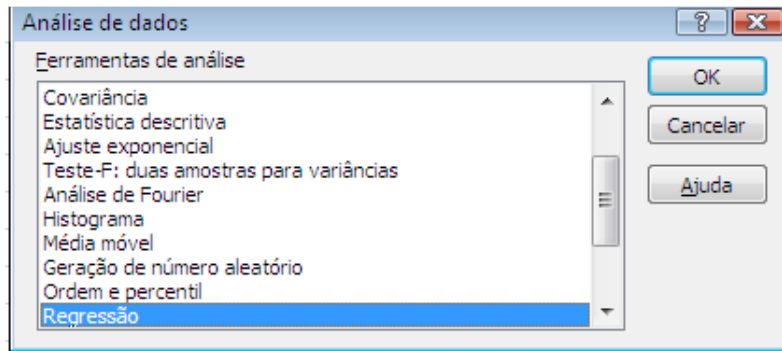 Análise de dados
Ferramentas de análise
Covariância
Estatística descritiva
Ajuste exponencial
Teste-F: duas amostras para variâncias
Análise de Fourier
Histograma
Média móvel
Geração de número aleatório
Ordem e percentil
Regressão
OK
Cancelar
Ajuda